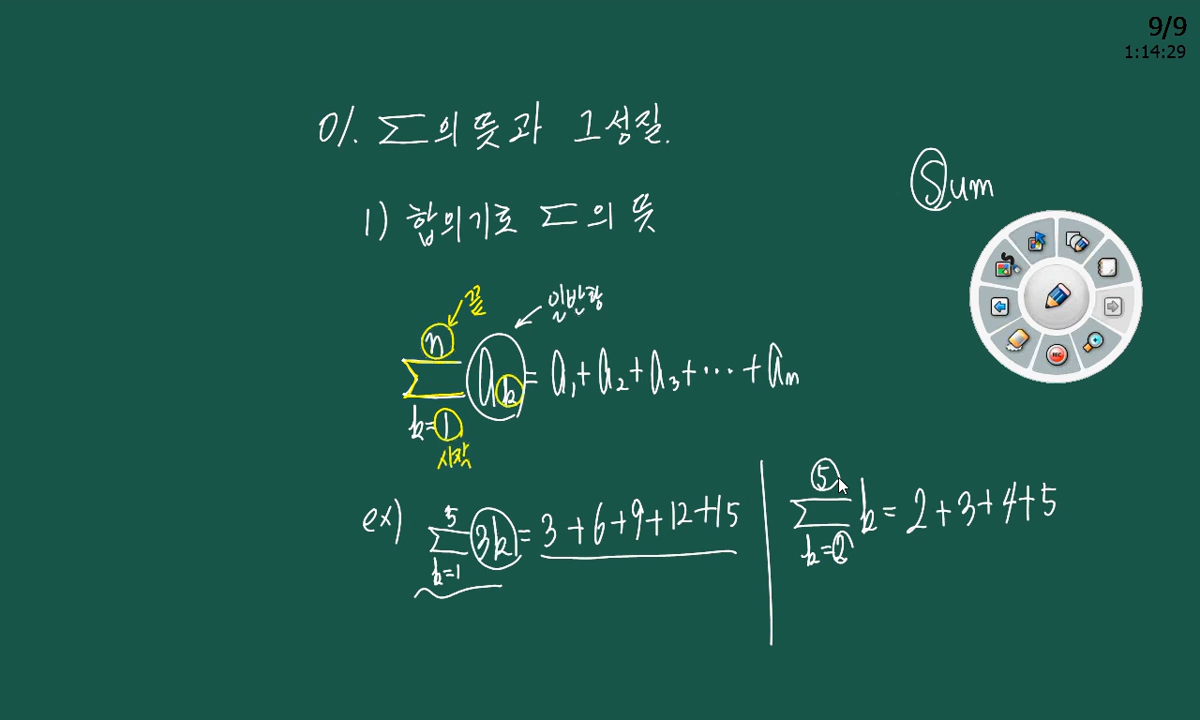 9/9
1:14:29
01. Σ의 뜻과 그 성질.
Sum
1) 합의 기호 Σ의 뜻
끝
일반항
n
Σ a_k = a_1 + a_2 + a_3 + ⋯ + a_n
k=1
시작
ex) 5
Σ 3k = 3+6+9+12+15
k=1
5
Σ k = 2+3+4+5
k=2
REC